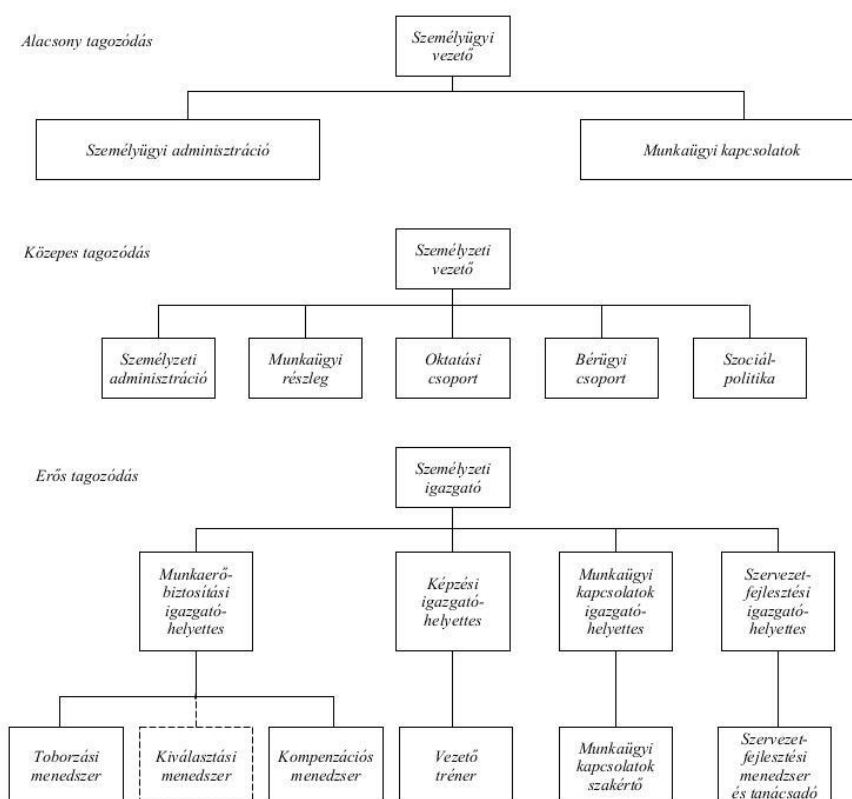 Alacsony tagozódás
Személyügyi
vezető
Személyügyi adminisztráció
Munkaügyi kapcsolatok
Közepes tagozódás
Személyzeti
vezető
Személyzeti
adminisztráció
Munkaügyi
részleg
Oktatási
csoport
Bérügyi
csoport
Szociál-
politika
Erős tagozódás
Személyzeti
igazgató
Munkaerő-
biztosítási
igazgató-
helyettes
Képzési
igazgató-
helyettes
Munkaügyi
kapcsolatok
igazgató-
helyettes
Szervezet-
fejlesztési
igazgató-
helyettes
Toborzási
menedszer
Kiválasztási
menedszer
Kompenzációs
menedzser
Vezető
tréner
Munkaügyi
kapcsolatok
szakértő
Szervezet-
fejlesztési
menedzser
és tanácsadó